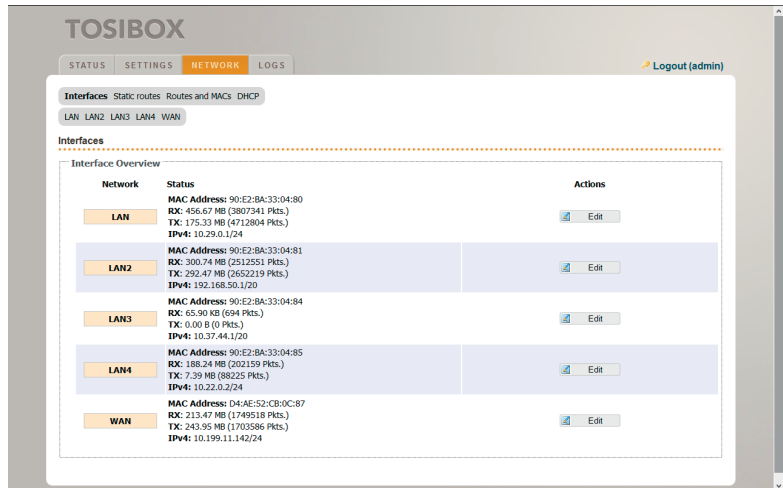 TOSIBOX
STATUS SETTINGS NETWORK LOGS
Logout (admin)
Interfaces Static routes Routes and MACs DHCP
LAN LAN2 LAN3 LAN4 WAN
Interfaces
Interface Overview
Network Status Actions
MAC Address: 90:E2:BA:33:04:80
RX: 456.67 MB (3807341 Pkts.)
LAN Edit
TX: 175.33 MB (4712804 Pkts.)
IPv4: 10.29.0.1/24
MAC Address: 90:E2:BA:33:04:81
RX: 300.74 MB (2512551 Pkts.)
LAN2 Edit
TX: 292.47 MB (2652219 Pkts.)
IPv4: 192.168.50.1/20
MAC Address: 90:E2:BA:33:04:84
RX: 65.90 KB (694 Pkts.)
LAN3 Edit
TX: 0.00 B (0 Pkts.)
IPv4: 10.37.44.1/20
MAC Address: 90:E2:BA:33:04:85
RX: 188.24 MB (202159 Pkts.)
LAN4 Edit
TX: 7.39 MB (88225 Pkts.)
IPv4: 10.22.0.2/24
MAC Address: D4:AE:52:CB:0C:87
RX: 213.47 MB (1749518 Pkts.)
WAN Edit
TX: 243.95 MB (1703586 Pkts.)
IPv4: 10.199.11.142/24